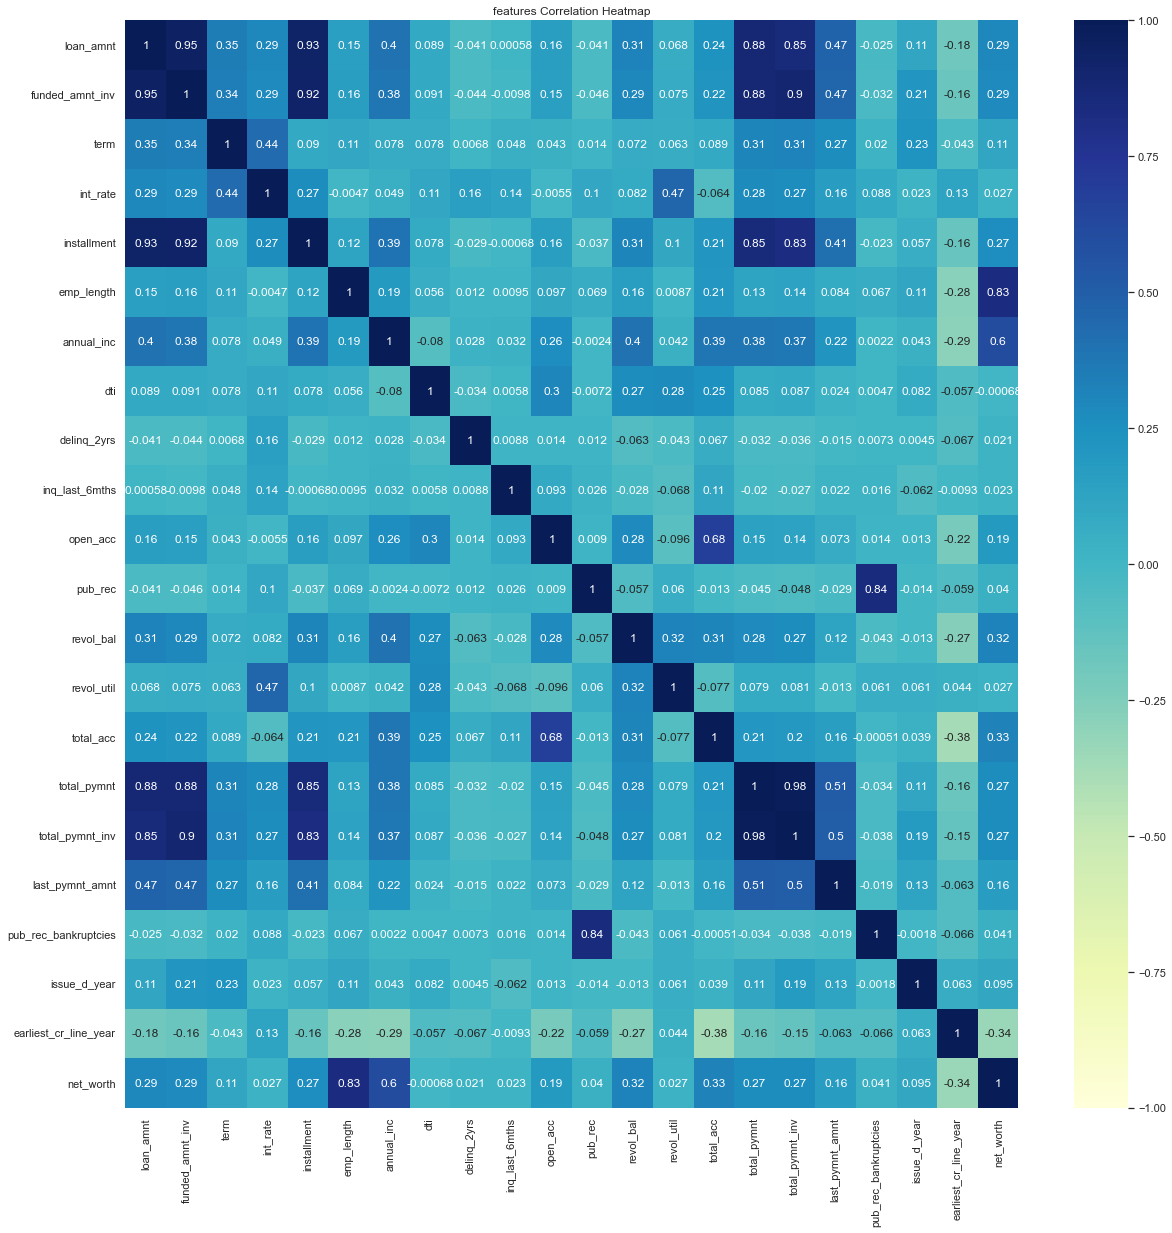 features Correlation Heatmap
loan_amnt 1 0.95 0.35 0.29 0.93 0.15 0.4 0.089 -0.041 0.00058 0.16 -0.041 0.31 0.068 0.24 0.88 0.85 0.47 -0.025 0.11 -0.18 0.29
funded_amnt_inv 0.95 1 0.34 0.29 0.92 0.16 0.38 0.091 -0.044 -0.0098 0.15 -0.046 0.29 0.075 0.22 0.88 0.9 0.47 -0.032 0.21 -0.16 0.29
term 0.35 0.34 1 0.44 0.09 0.11 0.078 0.078 0.0068 0.048 0.043 0.014 0.072 0.063 0.089 0.31 0.31 0.27 0.02 0.23 -0.043 0.11
int_rate 0.29 0.29 0.44 1 0.27 -0.0047 0.049 0.11 0.16 0.14 -0.0055 0.1 0.082 0.47 -0.064 0.28 0.27 0.16 0.088 0.023 0.13 0.027
installment 0.93 0.92 0.09 0.27 1 0.12 0.39 0.078 -0.029 -0.00068 0.16 -0.037 0.31 0.1 0.21 0.85 0.83 0.41 -0.023 0.057 -0.16 0.27
emp_length 0.15 0.16 0.11 -0.0047 0.12 1 0.19 0.056 0.012 0.0095 0.097 0.069 0.16 0.0087 0.21 0.13 0.14 0.084 0.067 0.11 -0.28 0.83
annual_inc 0.4 0.38 0.078 0.049 0.39 0.19 1 -0.08 0.028 0.032 0.26 -0.0024 0.4 0.042 0.39 0.38 0.37 0.22 0.0022 0.043 -0.29 0.6
dti 0.089 0.091 0.078 0.11 0.078 0.056 -0.08 1 -0.034 0.0058 0.3 -0.0072 0.27 0.28 0.25 0.085 0.087 0.024 0.0047 0.082 -0.057 -0.00068
delinq_2yrs -0.041 -0.044 0.0068 0.16 -0.029 0.012 0.028 -0.034 1 0.0088 0.014 0.012 -0.063 -0.043 0.067 -0.032 -0.036 -0.015 0.0073 0.0045 -0.067 0.021
inq_last_6mths 0.00058 -0.0098 0.048 0.14 -0.00068 0.0095 0.032 0.0058 0.0088 1 0.093 0.026 -0.028 -0.068 0.11 -0.02 -0.027 0.022 0.016 -0.062 -0.0093 0.023
open_acc 0.16 0.15 0.043 -0.0055 0.16 0.097 0.26 0.3 0.014 0.093 1 0.009 0.28 -0.096 0.68 0.15 0.14 0.073 0.014 0.013 -0.22 0.19
pub_rec -0.041 -0.046 0.014 0.1 -0.037 0.069 -0.0024 -0.0072 0.012 0.026 0.009 1 -0.057 0.06 -0.013 -0.045 -0.048 -0.029 0.84 -0.014 -0.059 0.04
revol_bal 0.31 0.29 0.072 0.082 0.31 0.16 0.4 0.27 -0.063 -0.028 0.28 -0.057 1 0.32 0.31 0.28 0.27 0.12 -0.043 -0.013 -0.27 0.32
revol_util 0.068 0.075 0.063 0.47 0.1 0.0087 0.042 0.28 -0.043 -0.068 -0.096 0.06 0.32 1 -0.077 0.079 0.081 -0.013 0.061 0.061 0.044 0.027
total_acc 0.24 0.22 0.089 -0.064 0.21 0.21 0.39 0.25 0.067 0.11 0.68 -0.013 0.31 -0.077 1 0.21 0.2 0.16 -0.00051 0.039 -0.38 0.33
total_pymnt 0.88 0.88 0.31 0.28 0.85 0.13 0.38 0.085 -0.032 -0.02 0.15 -0.045 0.28 0.079 0.21 1 0.98 0.51 -0.034 0.11 -0.16 0.27
total_pymnt_inv 0.85 0.9 0.31 0.27 0.83 0.14 0.37 0.087 -0.036 -0.027 0.14 -0.048 0.27 0.081 0.2 0.98 1 0.5 -0.038 0.19 -0.15 0.27
last_pymnt_amnt 0.47 0.47 0.27 0.16 0.41 0.084 0.22 0.024 -0.015 0.022 0.073 -0.029 0.12 -0.013 0.16 0.51 0.5 1 -0.019 0.13 -0.063 0.16
pub_rec_bankruptcies -0.025 -0.032 0.02 0.088 -0.023 0.067 0.0022 0.0047 0.0073 0.016 0.014 0.84 -0.043 0.061 -0.00051 -0.034 -0.038 -0.019 1 -0.0018 -0.066 0.041
issue_d_year 0.11 0.21 0.23 0.023 0.057 0.11 0.043 0.082 0.0045 -0.062 0.013 -0.014 -0.013 0.061 0.039 0.11 0.19 0.13 -0.0018 1 0.063 0.095
earliest_cr_line_year -0.18 -0.16 -0.043 0.13 -0.16 -0.28 -0.29 -0.057 -0.067 -0.0093 -0.22 -0.059 -0.27 0.044 -0.38 -0.16 -0.15 -0.063 -0.066 0.063 1 -0.34
net_worth 0.29 0.29 0.11 0.027 0.27 0.83 0.6 -0.00068 0.021 0.023 0.19 0.04 0.32 0.027 0.33 0.27 0.27 0.16 0.041 0.095 -0.34 1
loan_amnt funded_amnt_inv term int_rate installment emp_length annual_inc dti delinq_2yrs inq_last_6mths open_acc pub_rec revol_bal revol_util total_acc total_pymnt total_pymnt_inv last_pymnt_amnt pub_rec_bankruptcies issue_d_year earliest_cr_line_year net_worth
1.00
0.75
0.50
0.25
0.00
−0.25
−0.50
−0.75
−1.00